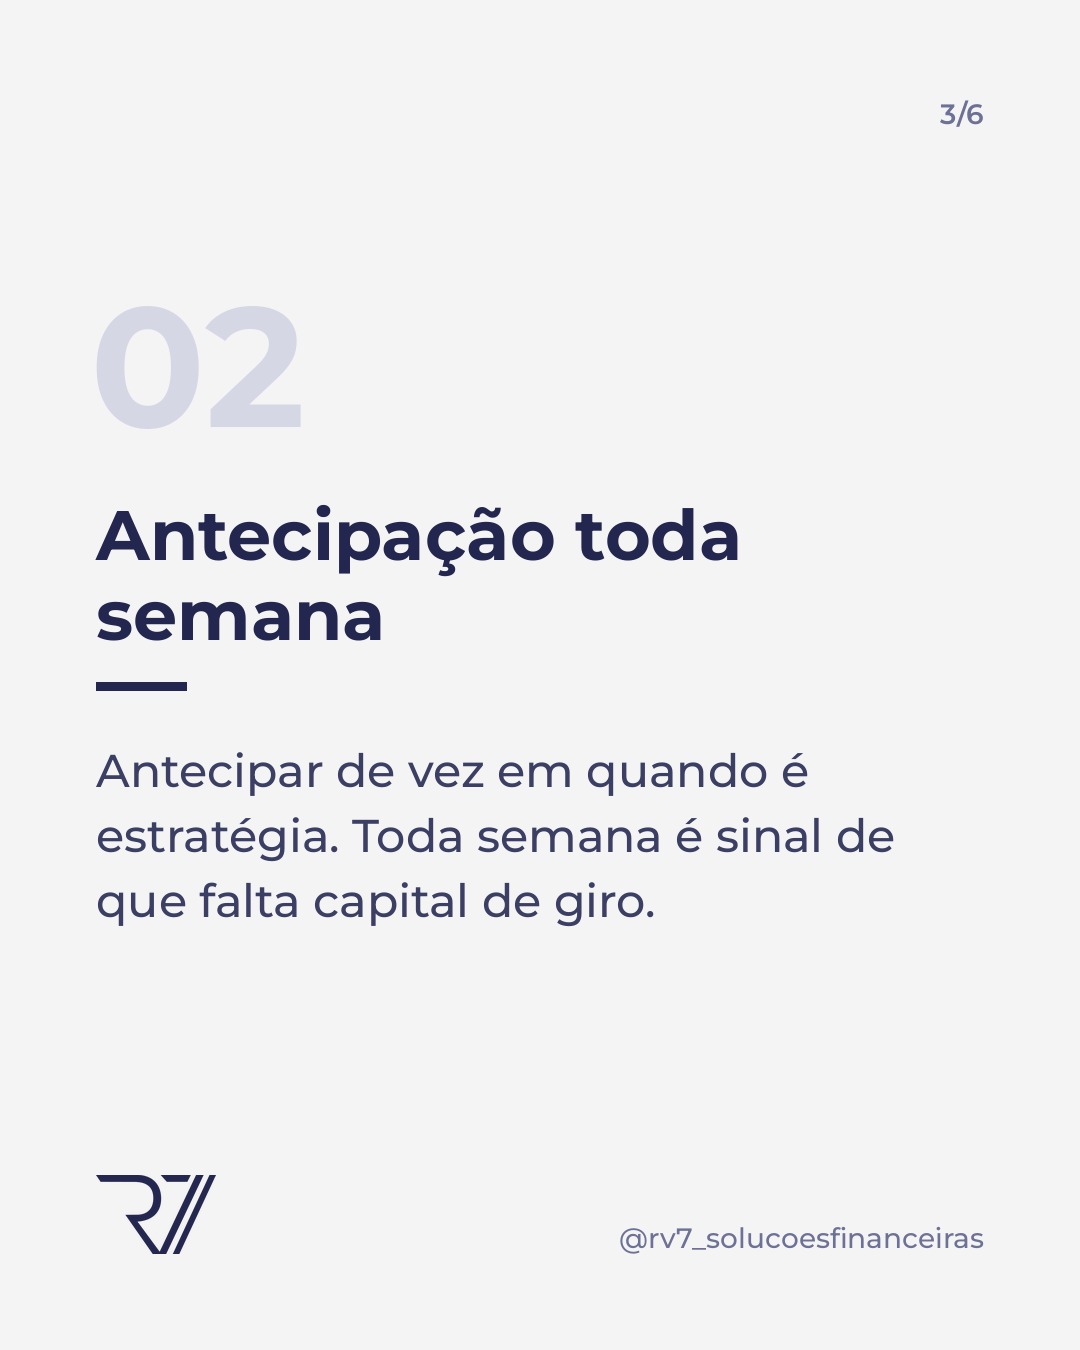 3/6
02
Antecipação toda
semana
Antecipar de vez em quando é
estratégia. Toda semana é sinal de
que falta capital de giro.
RV7
@rv7_solucoesfinanceiras